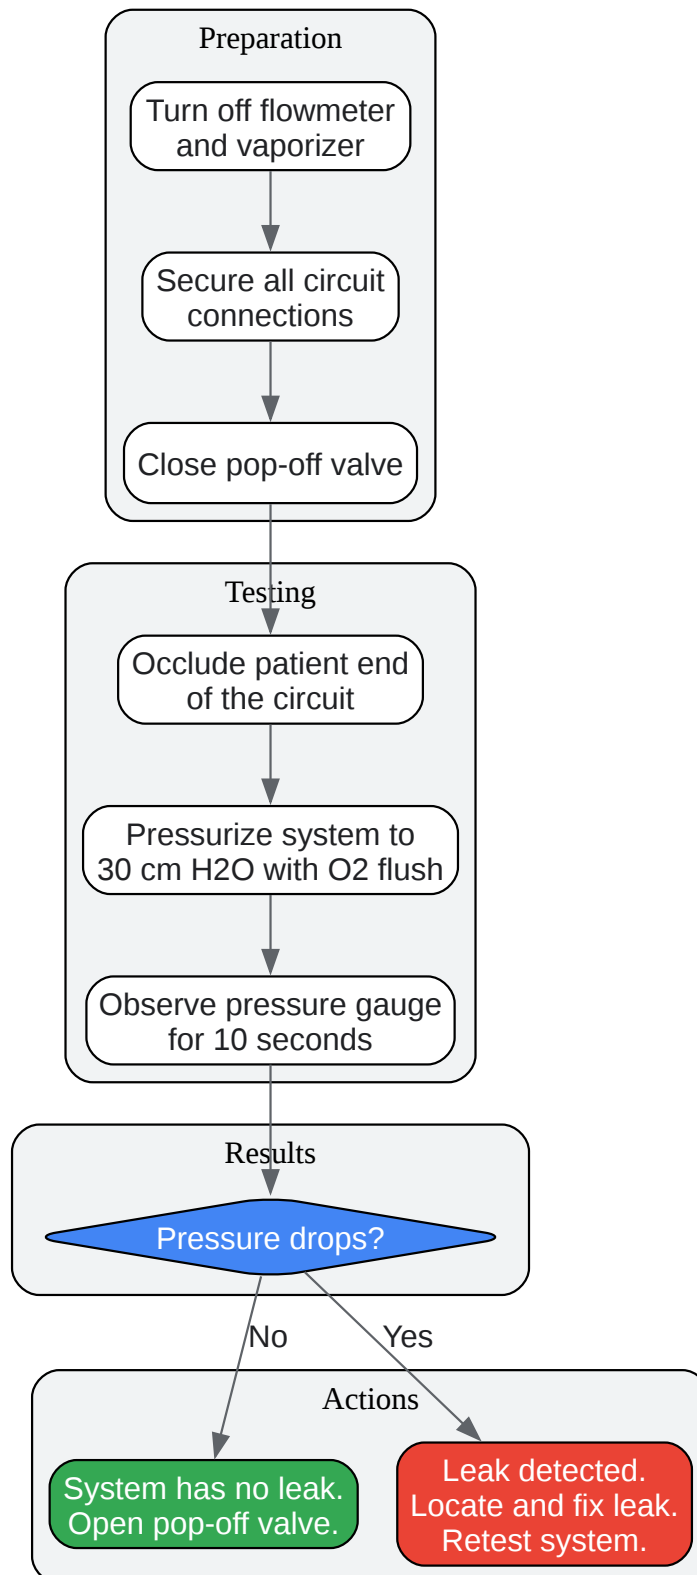 Preparation
Turn off flowmeter
and vaporizer
Secure all circuit
connections
Close pop-off valve
Testing
Occlude patient end
of the circuit
Pressurize system to
30 cm H2O with O2 flush
Observe pressure gauge
for 10 seconds
Results
Pressure drops?
No
Yes
Actions
System has no leak.
Open pop-off valve.
Leak detected.
Locate and fix leak.
Retest system.